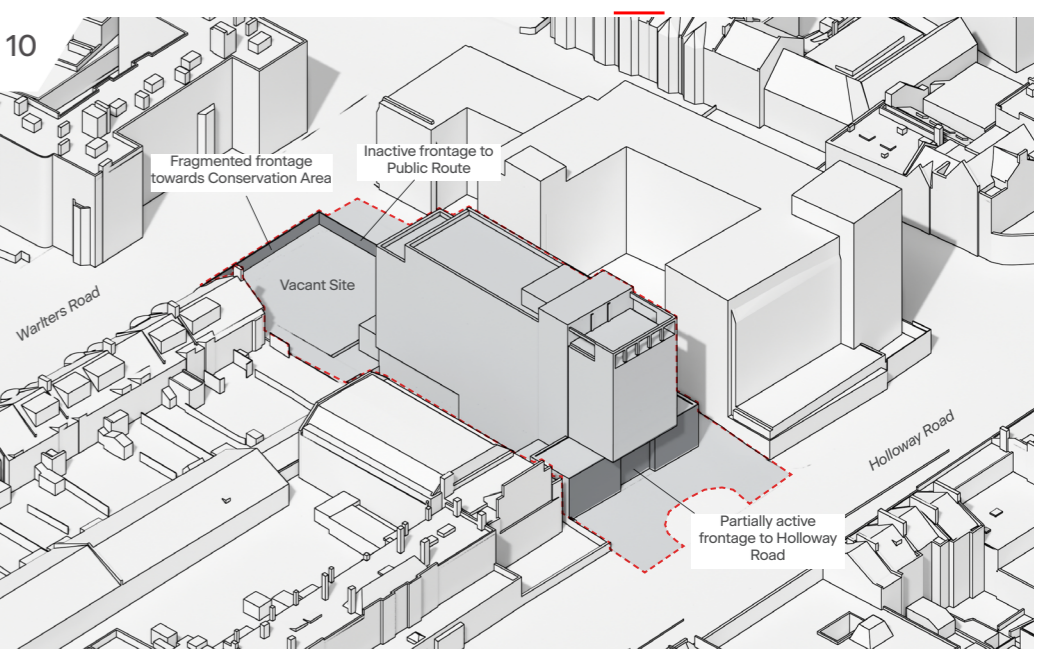 10
Fragmented frontage
towards Conservation Area
Inactive frontage to
Public Route
Vacant Site
Warlters Road
Holloway Road
Partially active
frontage to Holloway
Road